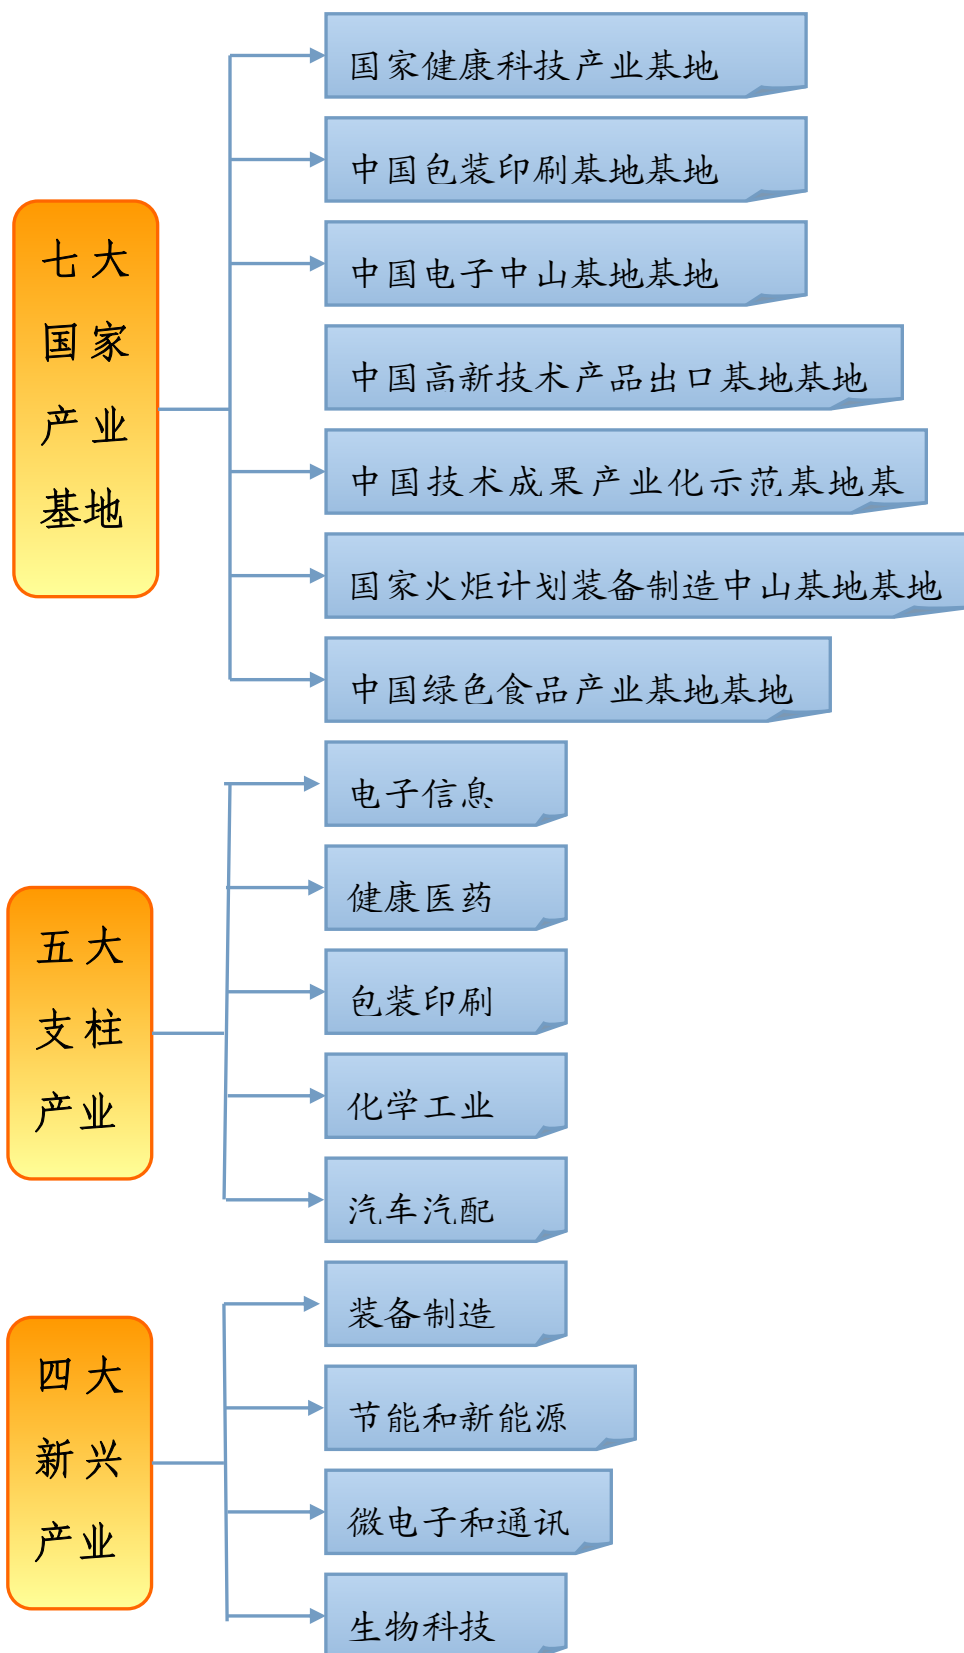 国家健康科技产业基地
中国包装印刷基地基地
中国电子中山基地基地
中国高新技术产品出口基地基地
中国技术成果产业化示范基地基
国家火炬计划装备制造中山基地基地
中国绿色食品产业基地基地
七大
国家
产业
基地
电子信息
健康医药
包装印刷
化学工业
汽车汽配
五大
支柱
产业
装备制造
节能和新能源
微电子和通讯
生物科技
四大
新兴
产业